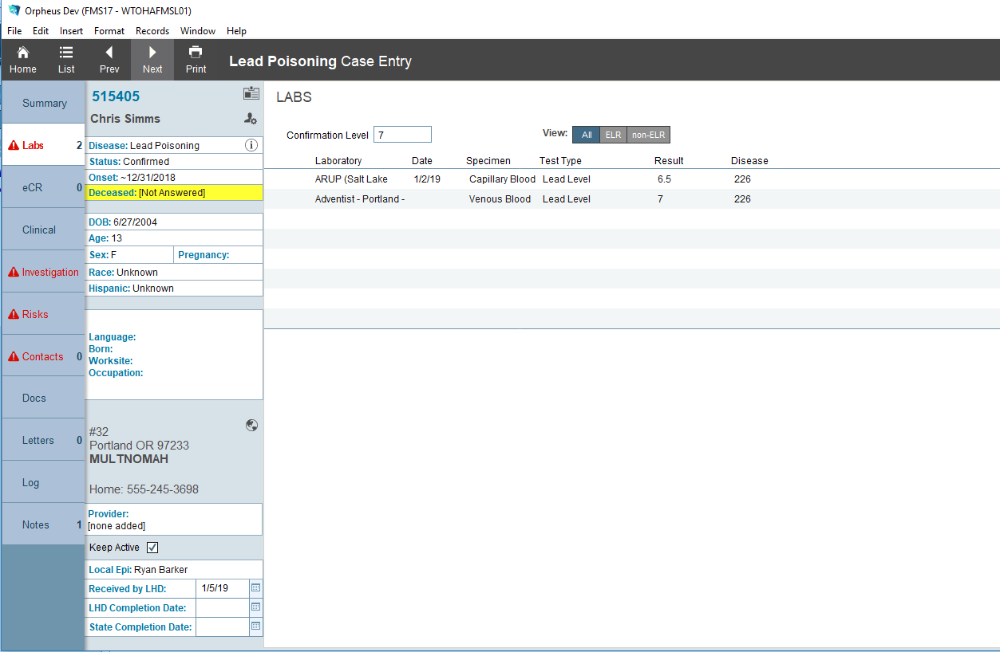 Orpheus Dev (FMS17 - WTOHAFMSL01)
File Edit Insert Format Records Window Help
Home List Prev Next Print Lead Poisoning Case Entry
Summary
Labs 2
eCR 0
Clinical
Investigation
Risks
Contacts 0
Docs
Letters 0
Log
Notes 1
515405
Chris Simms
Disease: Lead Poisoning
Status: Confirmed
Onset: ~12/31/2018
Deceased: [Not Answered]
DOB: 6/27/2004
Age: 13
Sex: F Pregnancy:
Race: Unknown
Hispanic: Unknown
Language:
Born:
Worksite:
Occupation:
#32
Portland OR 97233
MULTNOMAH
Home: 555-245-3698
Provider:
[none added]
Keep Active
Local Epi: Ryan Barker
Received by LHD: 1/5/19
LHD Completion Date:
State Completion Date:
LABS
Confirmation Level 7 View: All ELR non-ELR
Laboratory Date Specimen Test Type Result Disease
ARUP (Salt Lake 1/2/19 Capillary Blood Lead Level 6.5 226
Adventist - Portland - Venous Blood Lead Level 7 226